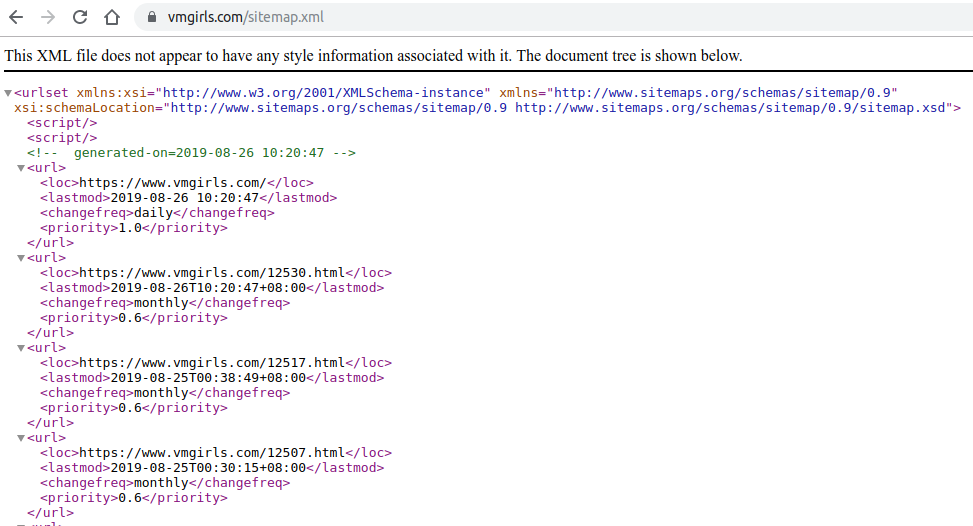 vmgirls.com/sitemap.xml
This XML file does not appear to have any style information associated with it. The document tree is shown below.
▼<urlset xmlns:xsi="http://www.w3.org/2001/XMLSchema-instance" xmlns="http://www.sitemaps.org/schemas/sitemap/0.9"
xsi:schemaLocation="http://www.sitemaps.org/schemas/sitemap/0.9 http://www.sitemaps.org/schemas/sitemap/0.9/sitemap.xsd">
<script/>
<script/>
<!-- generated-on=2019-08-26 10:20:47 -->
▼<url>
<loc>https://www.vmgirls.com/</loc>
<lastmod>2019-08-26 10:20:47</lastmod>
<changefreq>daily</changefreq>
<priority>1.0</priority>
</url>
▼<url>
<loc>https://www.vmgirls.com/12530.html</loc>
<lastmod>2019-08-26T10:20:47+08:00</lastmod>
<changefreq>monthly</changefreq>
<priority>0.6</priority>
</url>
▼<url>
<loc>https://www.vmgirls.com/12517.html</loc>
<lastmod>2019-08-25T00:38:49+08:00</lastmod>
<changefreq>monthly</changefreq>
<priority>0.6</priority>
</url>
▼<url>
<loc>https://www.vmgirls.com/12507.html</loc>
<lastmod>2019-08-25T00:30:15+08:00</lastmod>
<changefreq>monthly</changefreq>
<priority>0.6</priority>
</url>